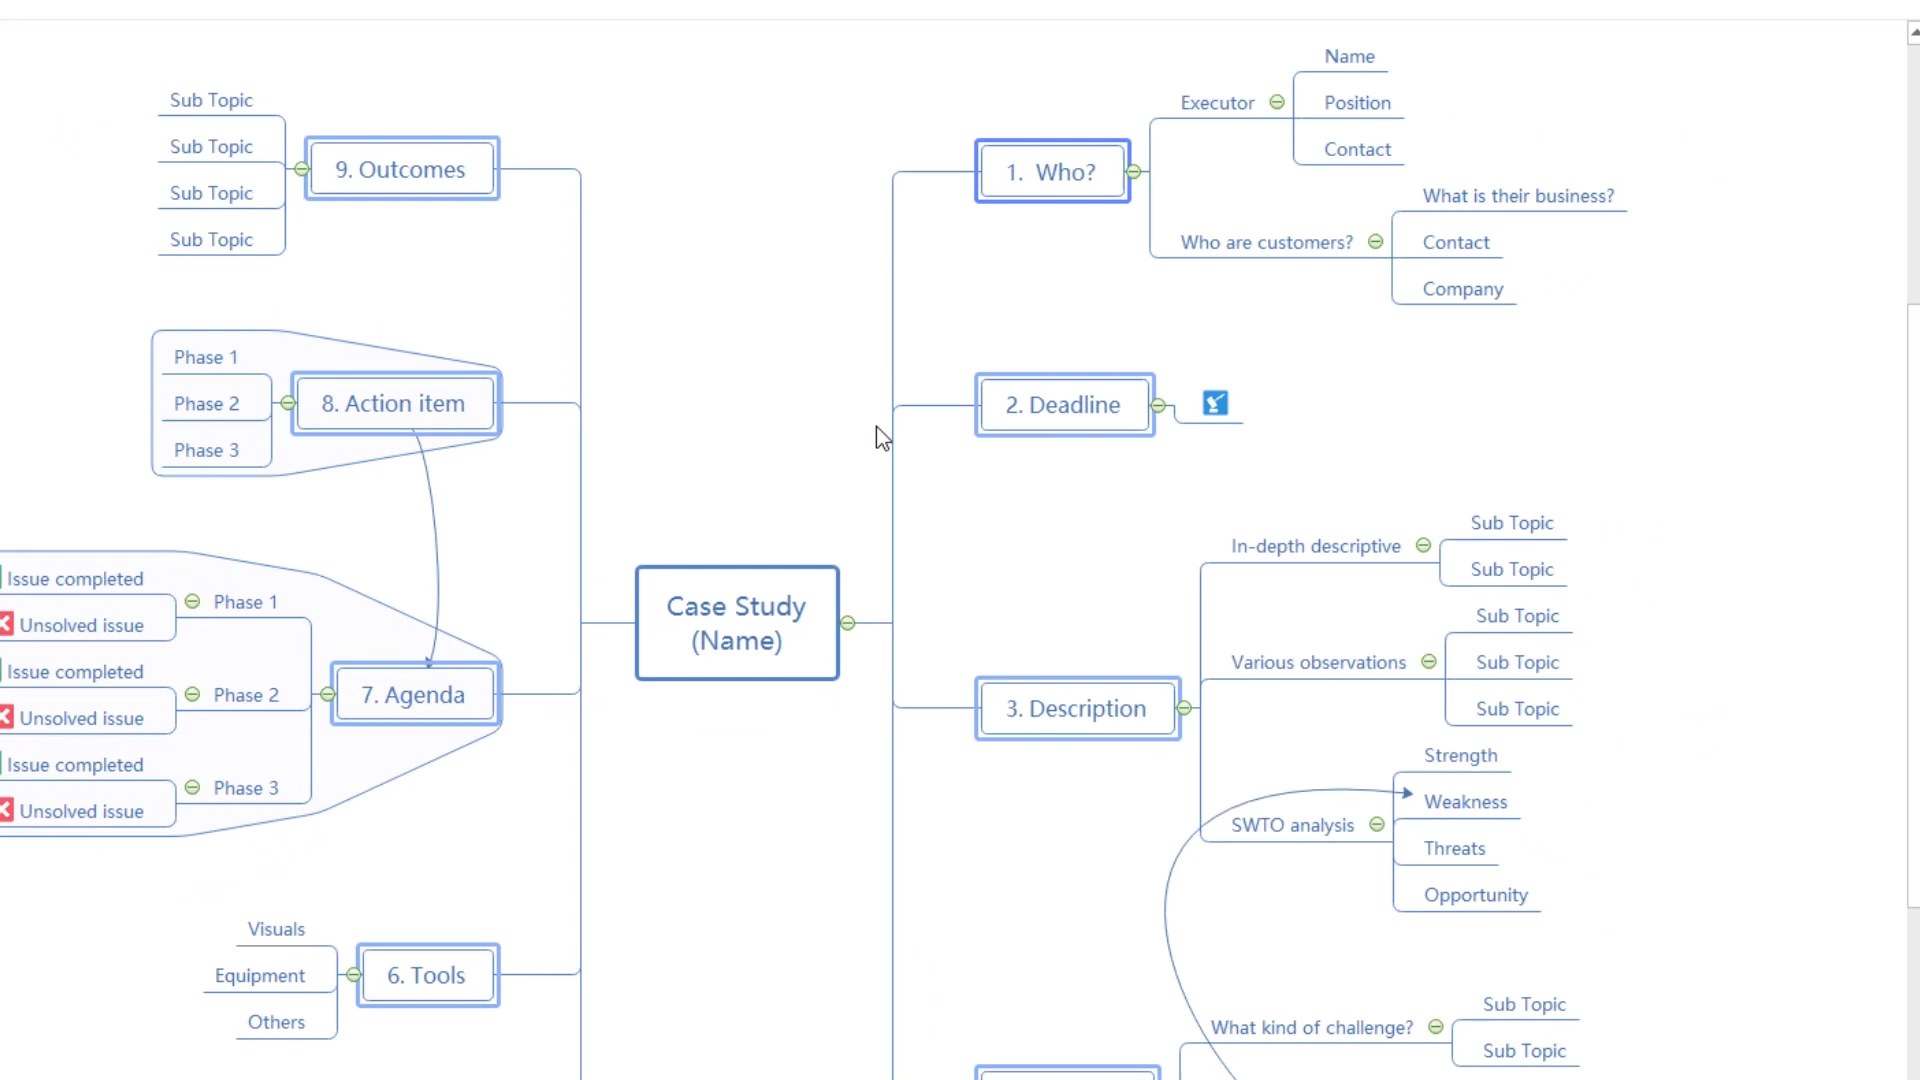 Case Study
(Name)
1. Who?
Executor
Name
Position
Contact
Who are customers?
What is their business?
Contact
Company
2. Deadline
3. Description
In-depth descriptive
Sub Topic
Sub Topic
Various observations
Sub Topic
Sub Topic
Sub Topic
SWTO analysis
Strength
Weakness
Threats
Opportunity
What kind of challenge?
Sub Topic
Sub Topic
6. Tools
Visuals
Equipment
Others
7. Agenda
Phase 1
Issue completed
Unsolved issue
Phase 2
Issue completed
Unsolved issue
Phase 3
Issue completed
Unsolved issue
8. Action item
Phase 1
Phase 2
Phase 3
9. Outcomes
Sub Topic
Sub Topic
Sub Topic
Sub Topic